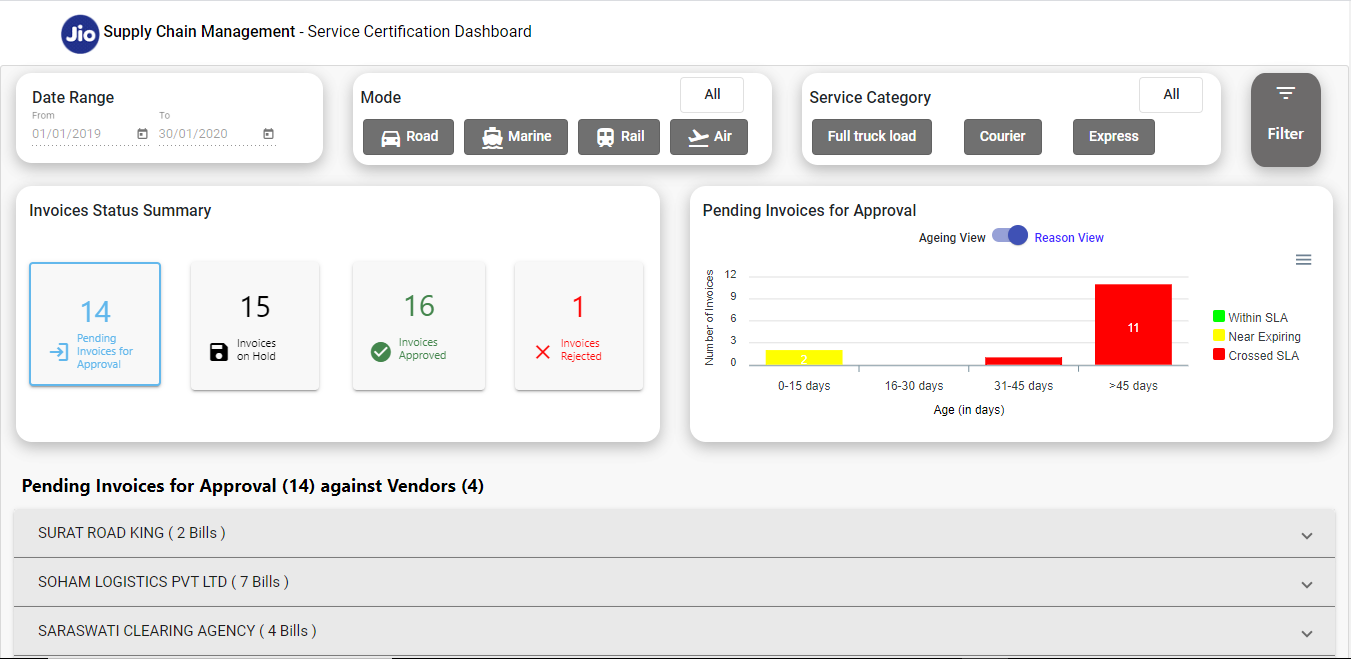 Jio Supply Chain Management - Service Certification Dashboard
Date Range
From To
01/01/2019 30/01/2020
Mode
All
Road Marine Rail Air
Service Category
All
Full truck load Courier Express
Filter
Invoices Status Summary
14
Pending
Invoices for
Approval
15
Invoices
on Hold
16
Invoices
Approved
1
Invoices
Rejected
Pending Invoices for Approval
Ageing View Reason View
Number of Invoices
12
9
6
3
0
2
11
0-15 days 16-30 days 31-45 days >45 days
Age (in days)
Within SLA
Near Expiring
Crossed SLA
Pending Invoices for Approval (14) against Vendors (4)
SURAT ROAD KING ( 2 Bills )
SOHAM LOGISTICS PVT LTD ( 7 Bills )
SARASWATI CLEARING AGENCY ( 4 Bills )